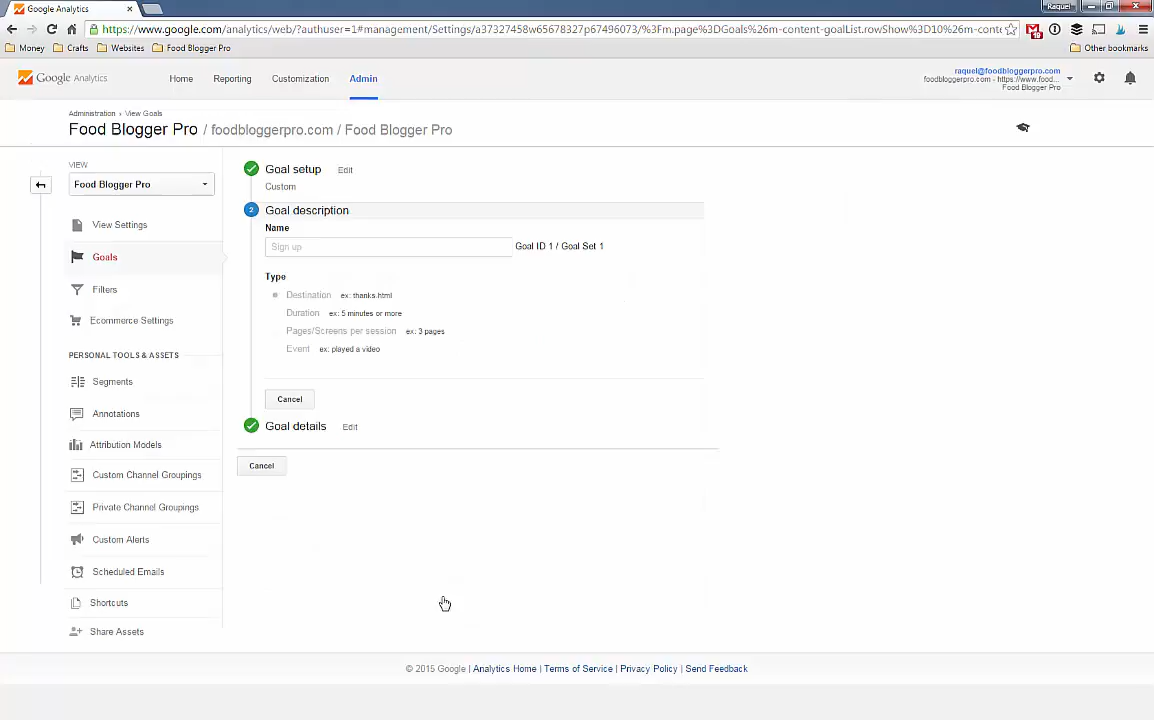 Google Analytics
Raquel
https://www.google.com/analytics/web/?authuser=1#management/Settings/a37327458w65678327p67496073/%3Fm.page%3DGoals%26m-content-goalList.rowShow%3D10%26m-conte
Money Crafts Websites Food Blogger Pro Other bookmarks
Google Analytics Home Reporting Customization Admin
raquel@foodbloggerpro.com
foodbloggerpro.com - https://www.food...
Food Blogger Pro
Administration › View Goals
Food Blogger Pro / foodbloggerpro.com / Food Blogger Pro
VIEW
Food Blogger Pro
View Settings
Goals
Filters
Ecommerce Settings
PERSONAL TOOLS & ASSETS
Segments
Annotations
Attribution Models
Custom Channel Groupings
Private Channel Groupings
Custom Alerts
Scheduled Emails
Shortcuts
Share Assets
Goal setup Edit
Custom
2 Goal description
Name
Sign up Goal ID 1 / Goal Set 1
Type
Destination ex: thanks.html
Duration ex: 5 minutes or more
Pages/Screens per session ex: 3 pages
Event ex: played a video
Cancel
Goal details Edit
Cancel
© 2015 Google | Analytics Home | Terms of Service | Privacy Policy | Send Feedback